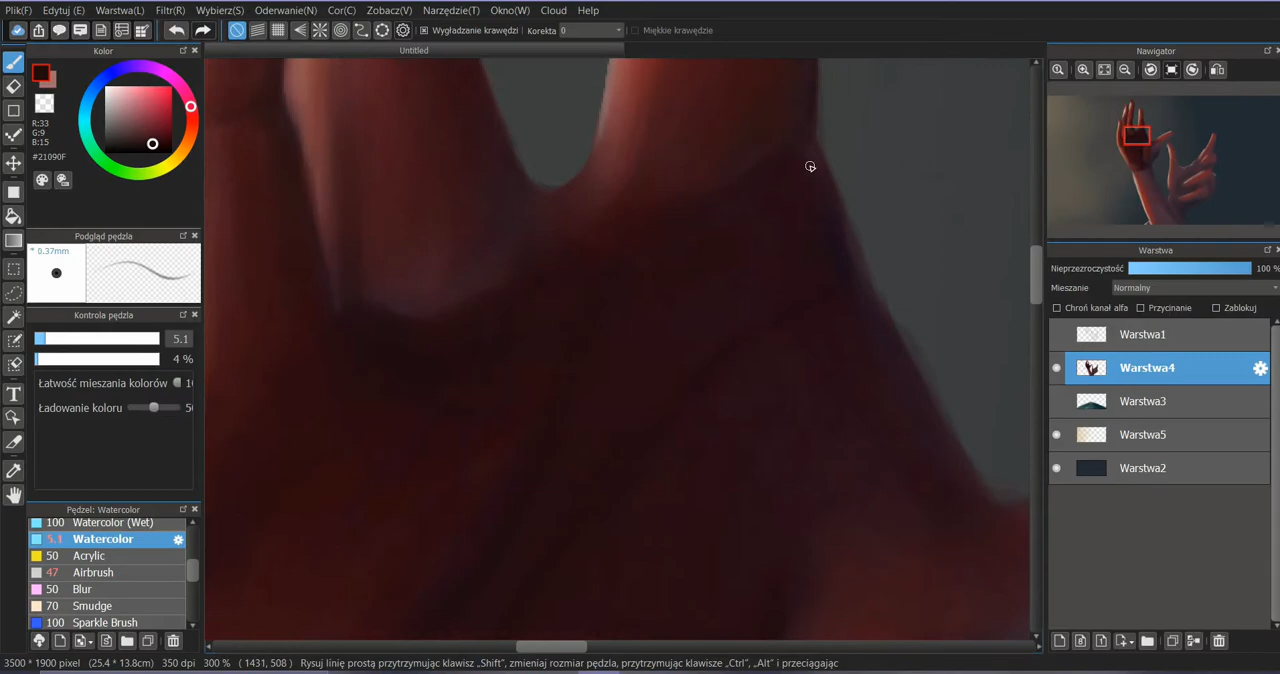 Plik(F) Edytuj (E) Warstwa(L) Filtr(R) Wybierz(S) Oderwanie(N) Cor(C) Zobacz(V) Narzędzie(T) Okno(W) Cloud Help
Wygładzanie krawędzi Korekta 0 Miękkie krawędzie
Kolor
R:33
G:9
B:15
#21090F
Podgląd pędzla
0.37mm
Kontrola pędzla
5.1
4 %
Łatwość mieszania kolorów
Ładowanie koloru
Pędzel: Watercolor
100 Watercolor (Wet)
5.1 Watercolor
50 Acrylic
47 Airbrush
50 Blur
70 Smudge
100 Sparkle Brush
Untitled
Nawigator
Warstwa
Nieprzezroczystość 100 %
Mieszanie Normalny
Chroń kanał alfa Przycinanie Zablokuj
Warstwa1
Warstwa4
Warstwa3
Warstwa5
Warstwa2
3500 * 1900 pixel (25.4 * 13.8cm) 350 dpi 300 % ( 1431, 508 ) Rysuj linię prostą przytrzymując klawisz „Shift”, zmieniaj rozmiar pędzla, przytrzymując klawisze „Ctrl”, „Alt” i przeciągając